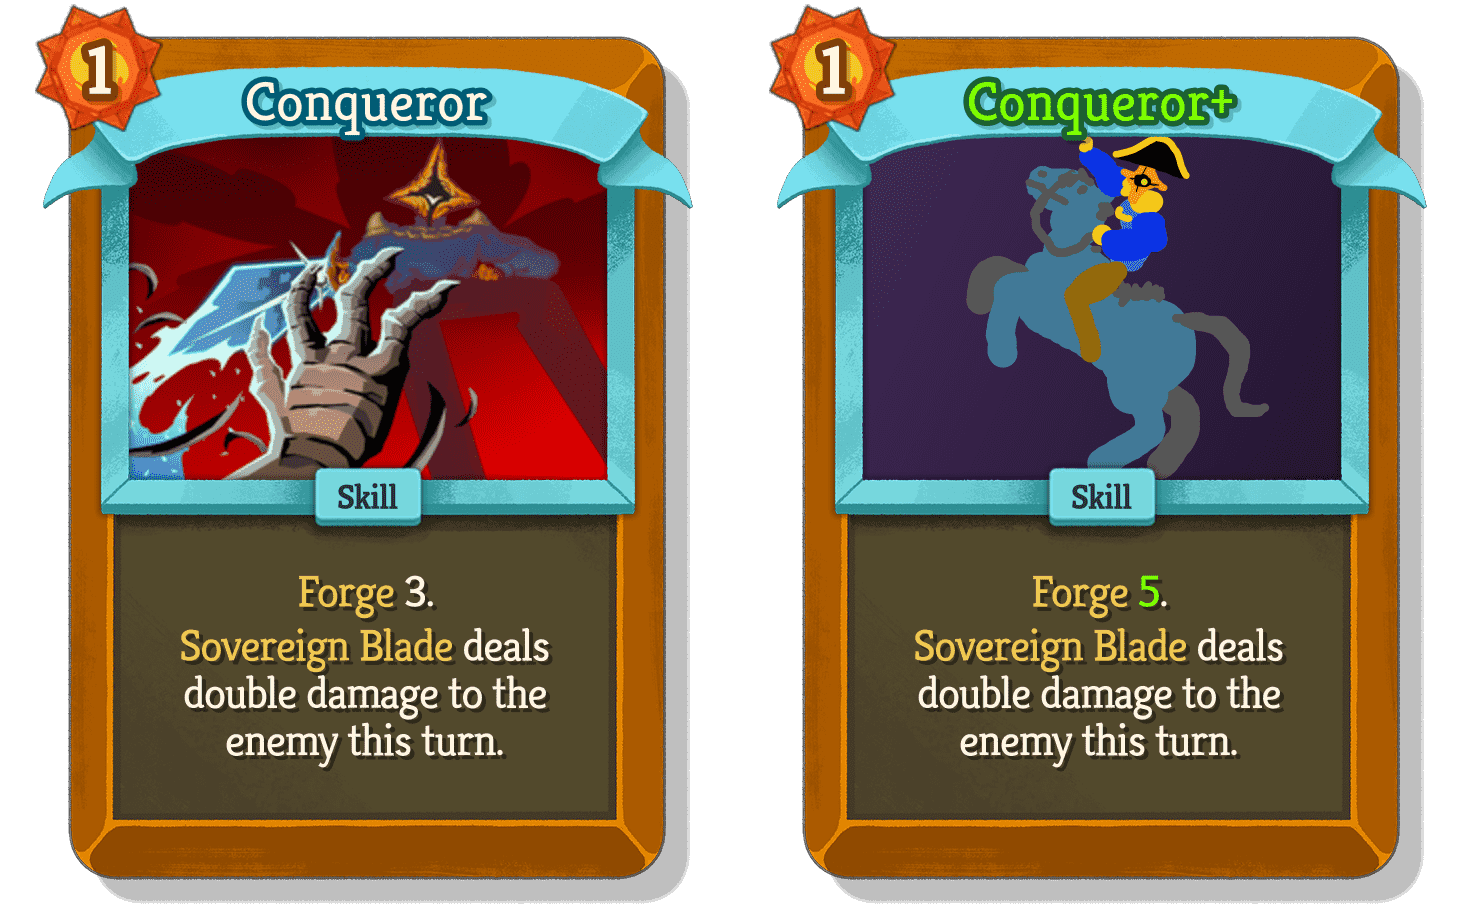 1
Conqueror
Skill
Forge 3.
Sovereign Blade deals
double damage to the
enemy this turn.
1
Conqueror+
Skill
Forge 5.
Sovereign Blade deals
double damage to the
enemy this turn.